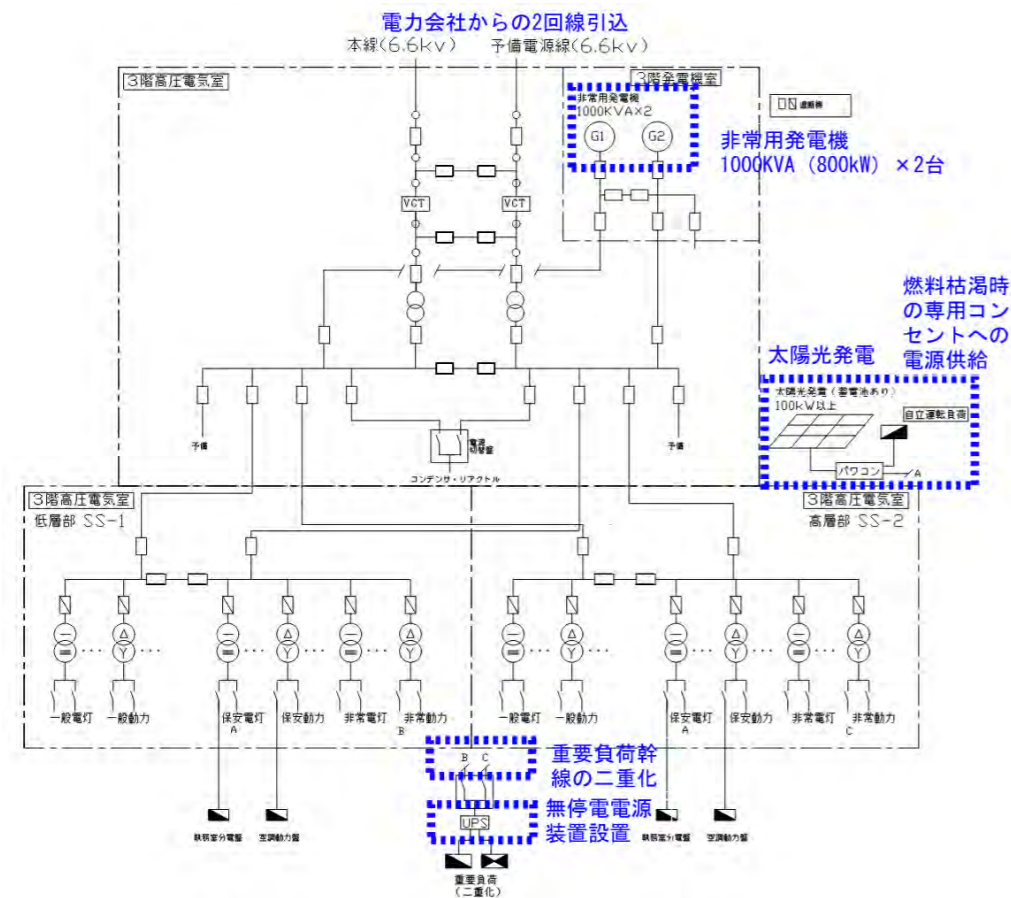 電力会社からの2回線引込
本線(6.6kv)
予備電源線(6.6kv)
3階高圧電気室
3階発電機室
非常用発電機
1000KVA×2
G1
G2
遮断機
非常用発電機
1000KVA (800kW) ×2台
VCT
VCT
燃料枯渇時
の専用コン
セントへの
電源供給
太陽光発電
太陽光発電(蓄電池あり)
100kW以上
自立運転負荷
パワコン
A
予備
電源
切替盤
コンデンサ・リアクトル
予備
3階高圧電気室
低層部 SS-1
3階高圧電気室
高層部 SS-2
一般電灯
一般動力
保安電灯
A
保安動力
非常電灯
非常動力
B
一般電灯
一般動力
保安電灯
A
保安動力
非常電灯
非常動力
C
B
C
重要負荷幹
線の二重化
無停電電源
装置設置
UPS
執務室分電盤
空調動力盤
執務室分電盤
空調動力盤
重要負荷
(二重化)